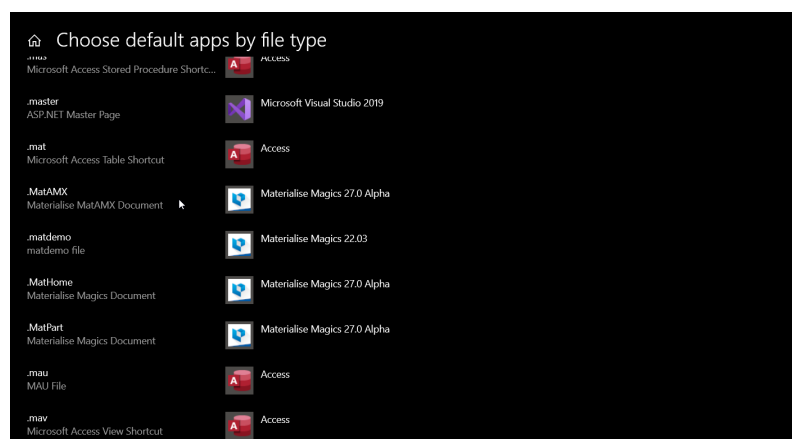 Choose default apps by file type
.mas
Access
Microsoft Access Stored Procedure Shortc...
.master
Microsoft Visual Studio 2019
ASP.NET Master Page
.mat
Access
Microsoft Access Table Shortcut
.MatAMX
Materialise Magics 27.0 Alpha
Materialise MatAMX Document
.matdemo
Materialise Magics 22.03
matdemo file
.MatHome
Materialise Magics 27.0 Alpha
Materialise Magics Document
.MatPart
Materialise Magics 27.0 Alpha
Materialise Magics Document
.mau
Access
MAU File
.mav
Access
Microsoft Access View Shortcut